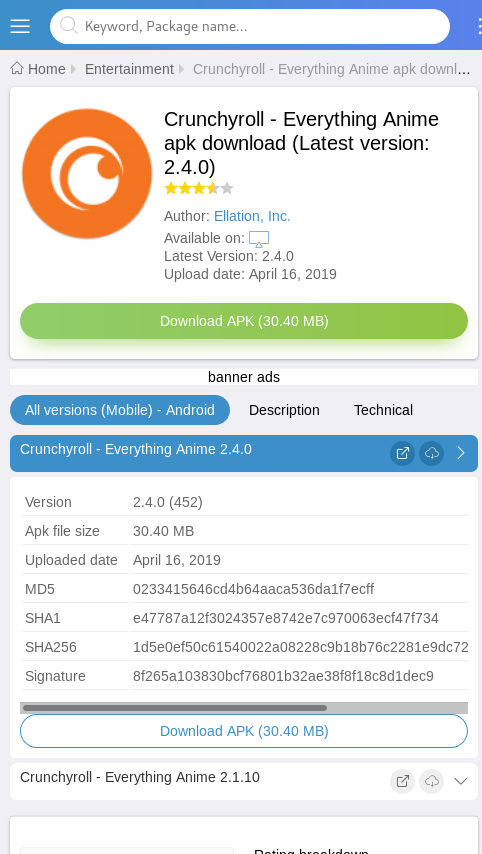 Keyword, Package name...
Home Entertainment Crunchyroll - Everything Anime apk downl...
Crunchyroll - Everything Anime
apk download (Latest version:
2.4.0)
Author: Ellation, Inc.
Available on:
Latest Version: 2.4.0
Upload date: April 16, 2019
Download APK (30.40 MB)
banner ads
All versions (Mobile) - Android Description Technical
Crunchyroll - Everything Anime 2.4.0
Version 2.4.0 (452)
Apk file size 30.40 MB
Uploaded date April 16, 2019
MD5 0233415646cd4b64aaca536da1f7ecff
SHA1 e47787a12f3024357e8742e7c970063ecf47f734
SHA256 1d5e0ef50c61540022a08228c9b18b76c2281e9dc72
Signature 8f265a103830bcf76801b32ae38f8f18c8d1dec9
Download APK (30.40 MB)
Crunchyroll - Everything Anime 2.1.10
Rating breakdown